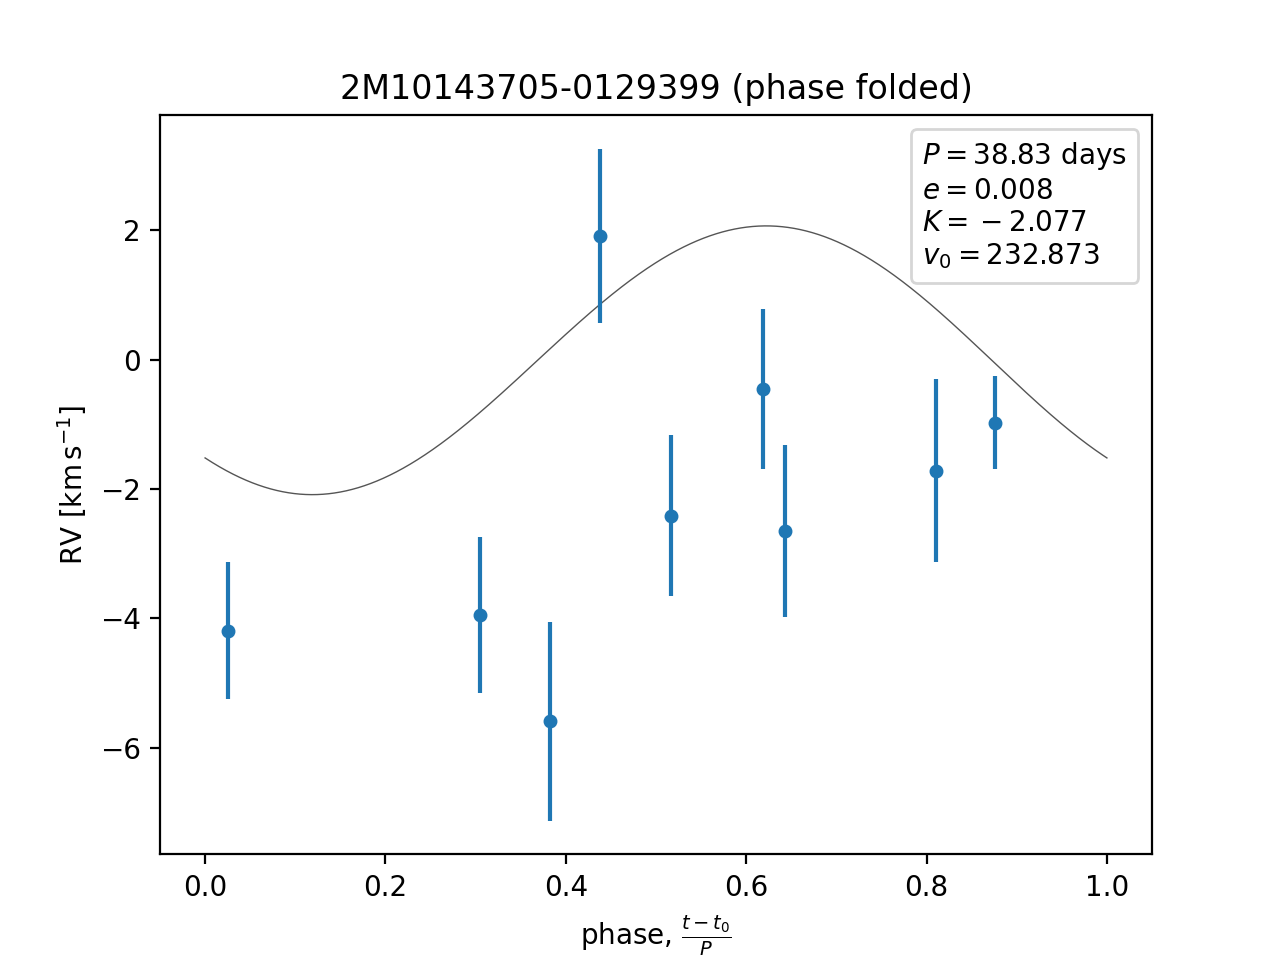 2M10143705-0129399 (phase folded)
P = 38.83 days
e = 0.008
K = −2.077
v₀ = 232.873
RV [km s⁻¹]
2
0
−2
−4
−6
0.0 0.2 0.4 0.6 0.8 1.0
phase, (t − t₀)/P